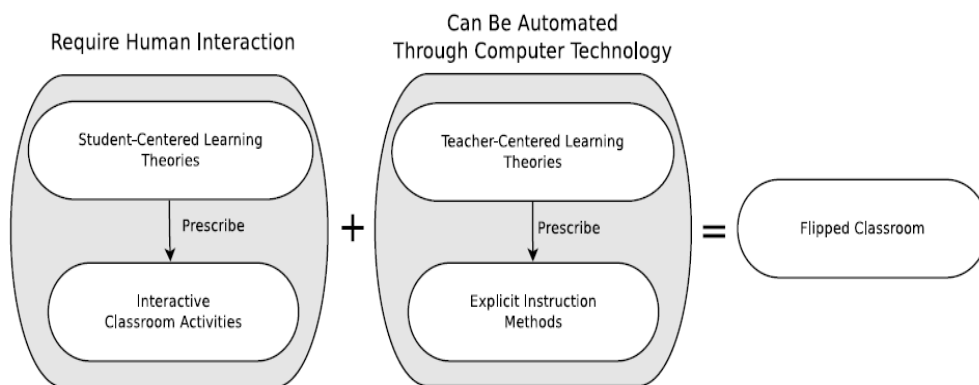 Require Human Interaction
Student-Centered Learning
Theories
Prescribe
Interactive
Classroom Activities
+
Can Be Automated
Through Computer Technology
Teacher-Centered Learning
Theories
Prescribe
Explicit Instruction
Methods
=
Flipped Classroom